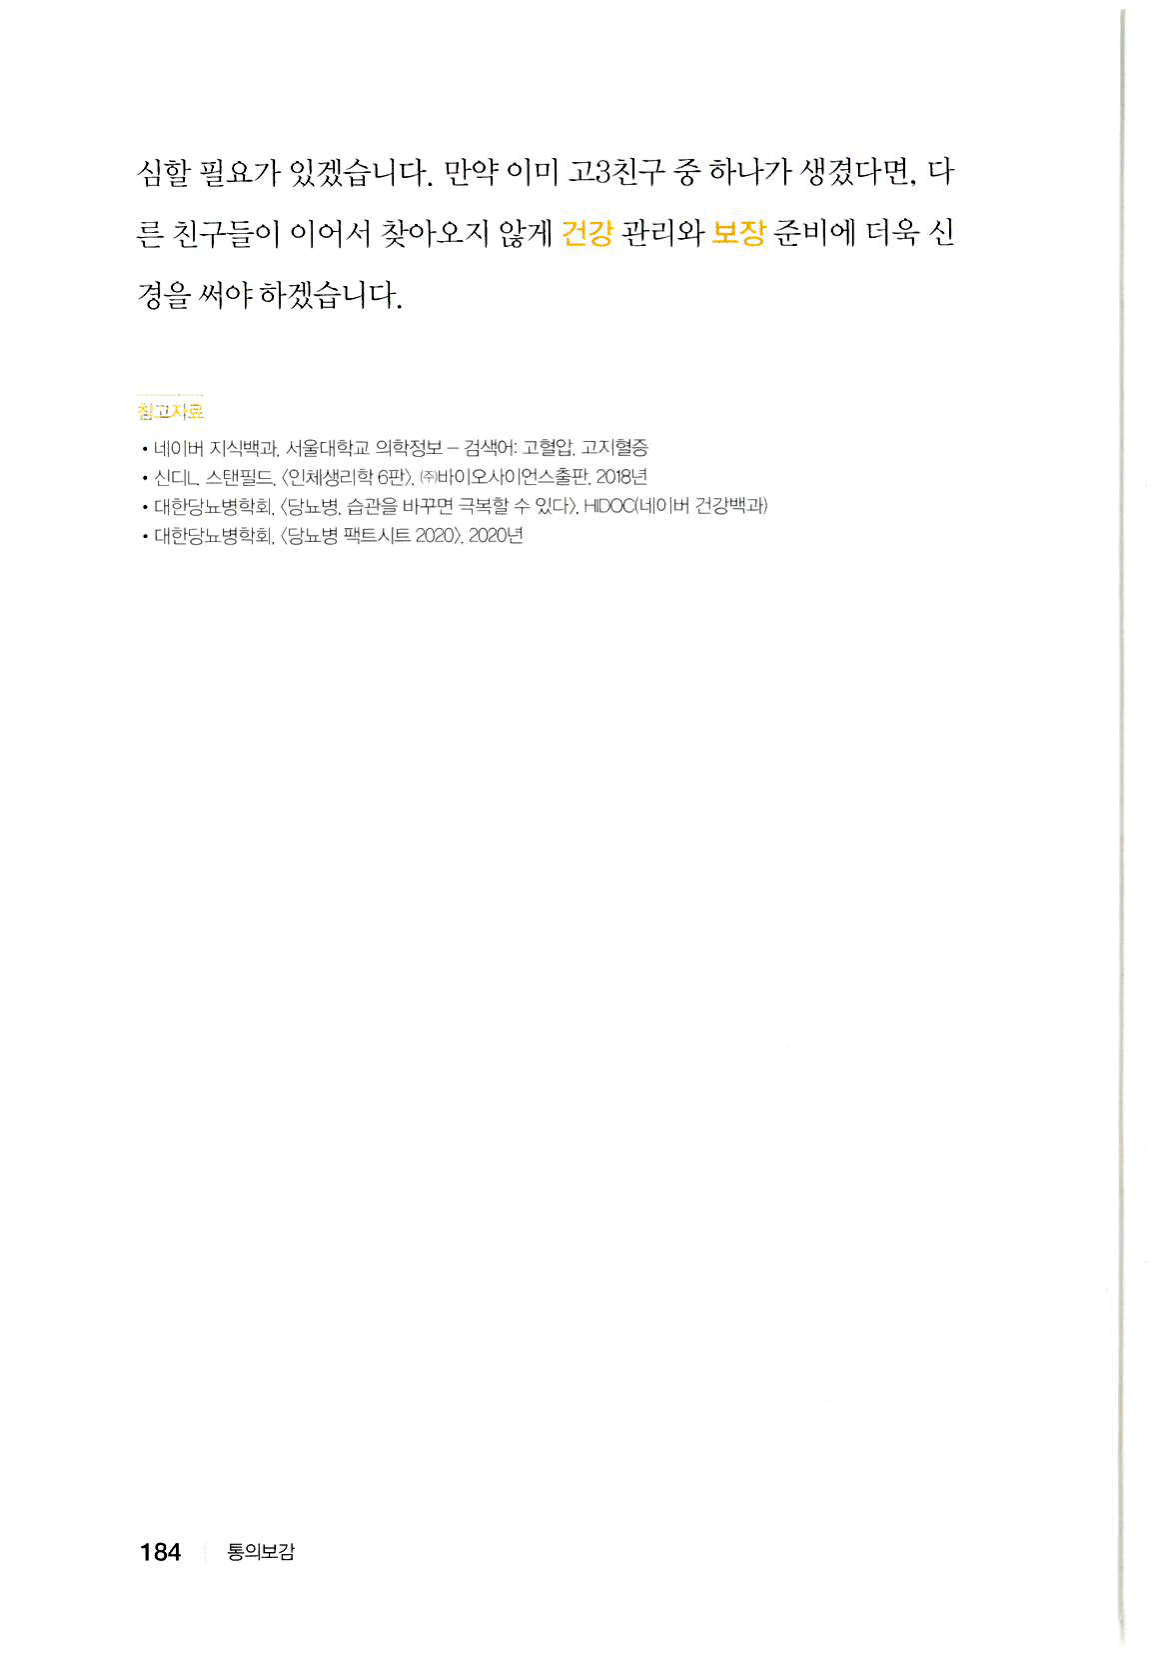 심할 필요가 있겠습니다. 만약 이미 고3친구 중 하나가 생겼다면, 다
른 친구들이 이어서 찾아오지 않게 건강 관리와 보장 준비에 더욱 신
경을 써야 하겠습니다.
참고자료
• 네이버 지식백과, 서울대학교 의학정보 – 검색어: 고혈압, 고지혈증
• 신디L. 스탠필드, 〈인체생리학 6판〉, ㈜바이오사이언스출판, 2018년
• 대한당뇨병학회, 〈당뇨병, 습관을 바꾸면 극복할 수 있다〉, HIDOC(네이버 건강백과)
• 대한당뇨병학회, 〈당뇨병 팩트시트 2020〉, 2020년
184 통의보감